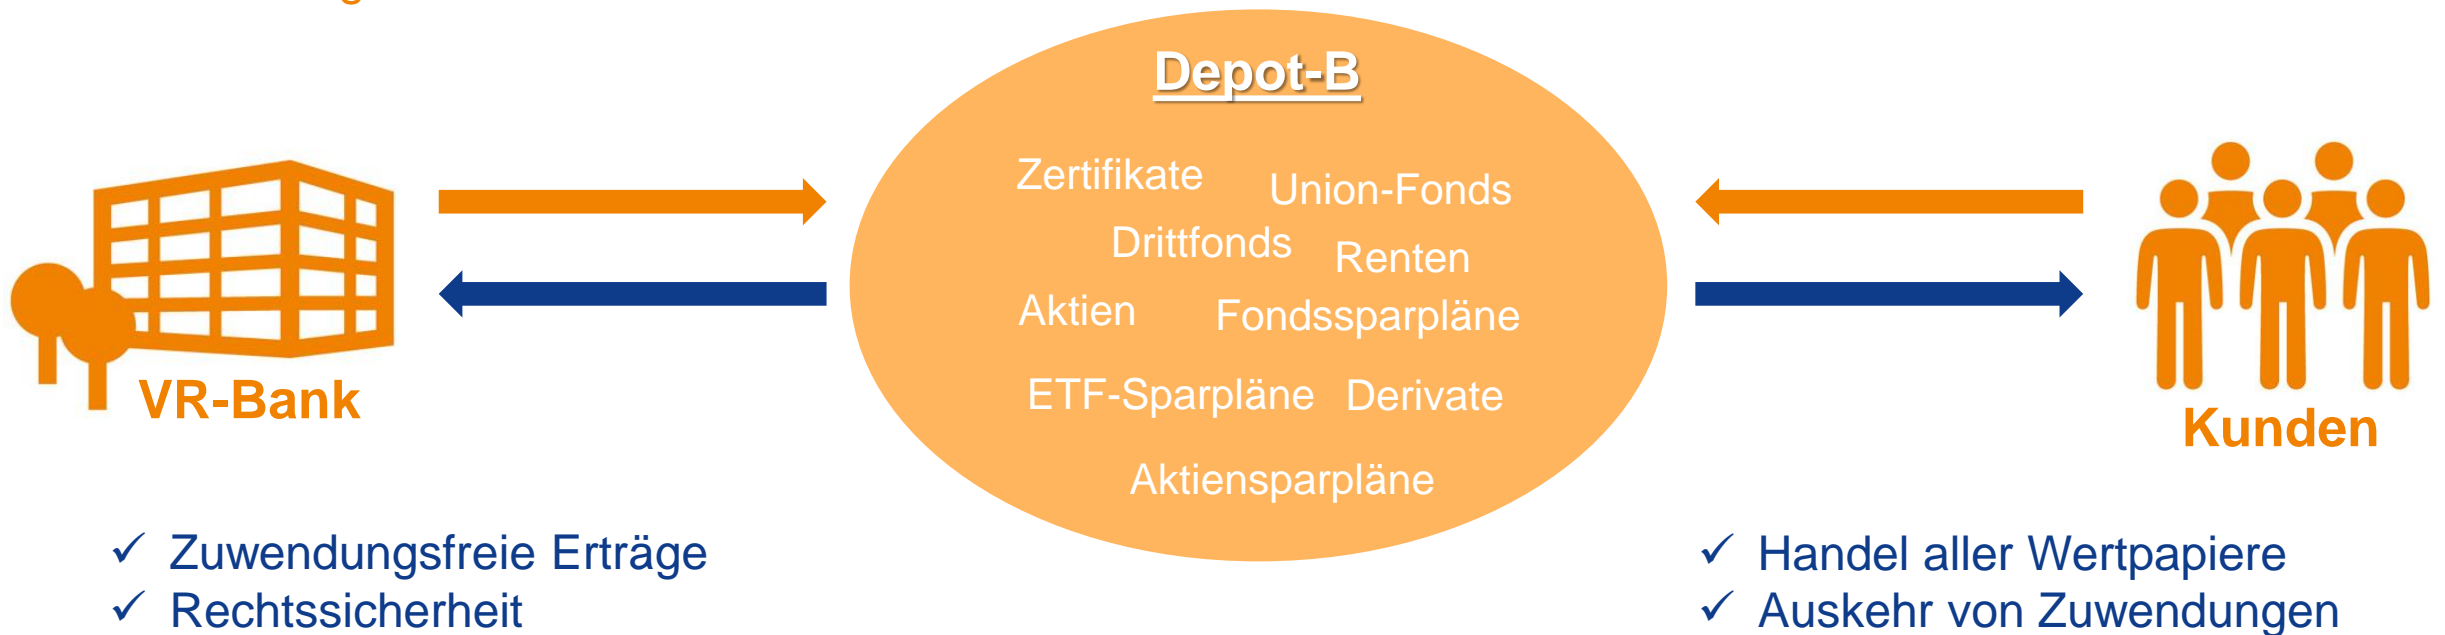 Depot-B
Zertifikate
Union-Fonds
Drittfonds
Renten
Aktien
Fondssparpläne
ETF-Sparpläne
Derivate
Aktiensparpläne
VR-Bank
Kunden
✓ Zuwendungsfreie Erträge
✓ Rechtssicherheit
✓ Handel aller Wertpapiere
✓ Auskehr von Zuwendungen